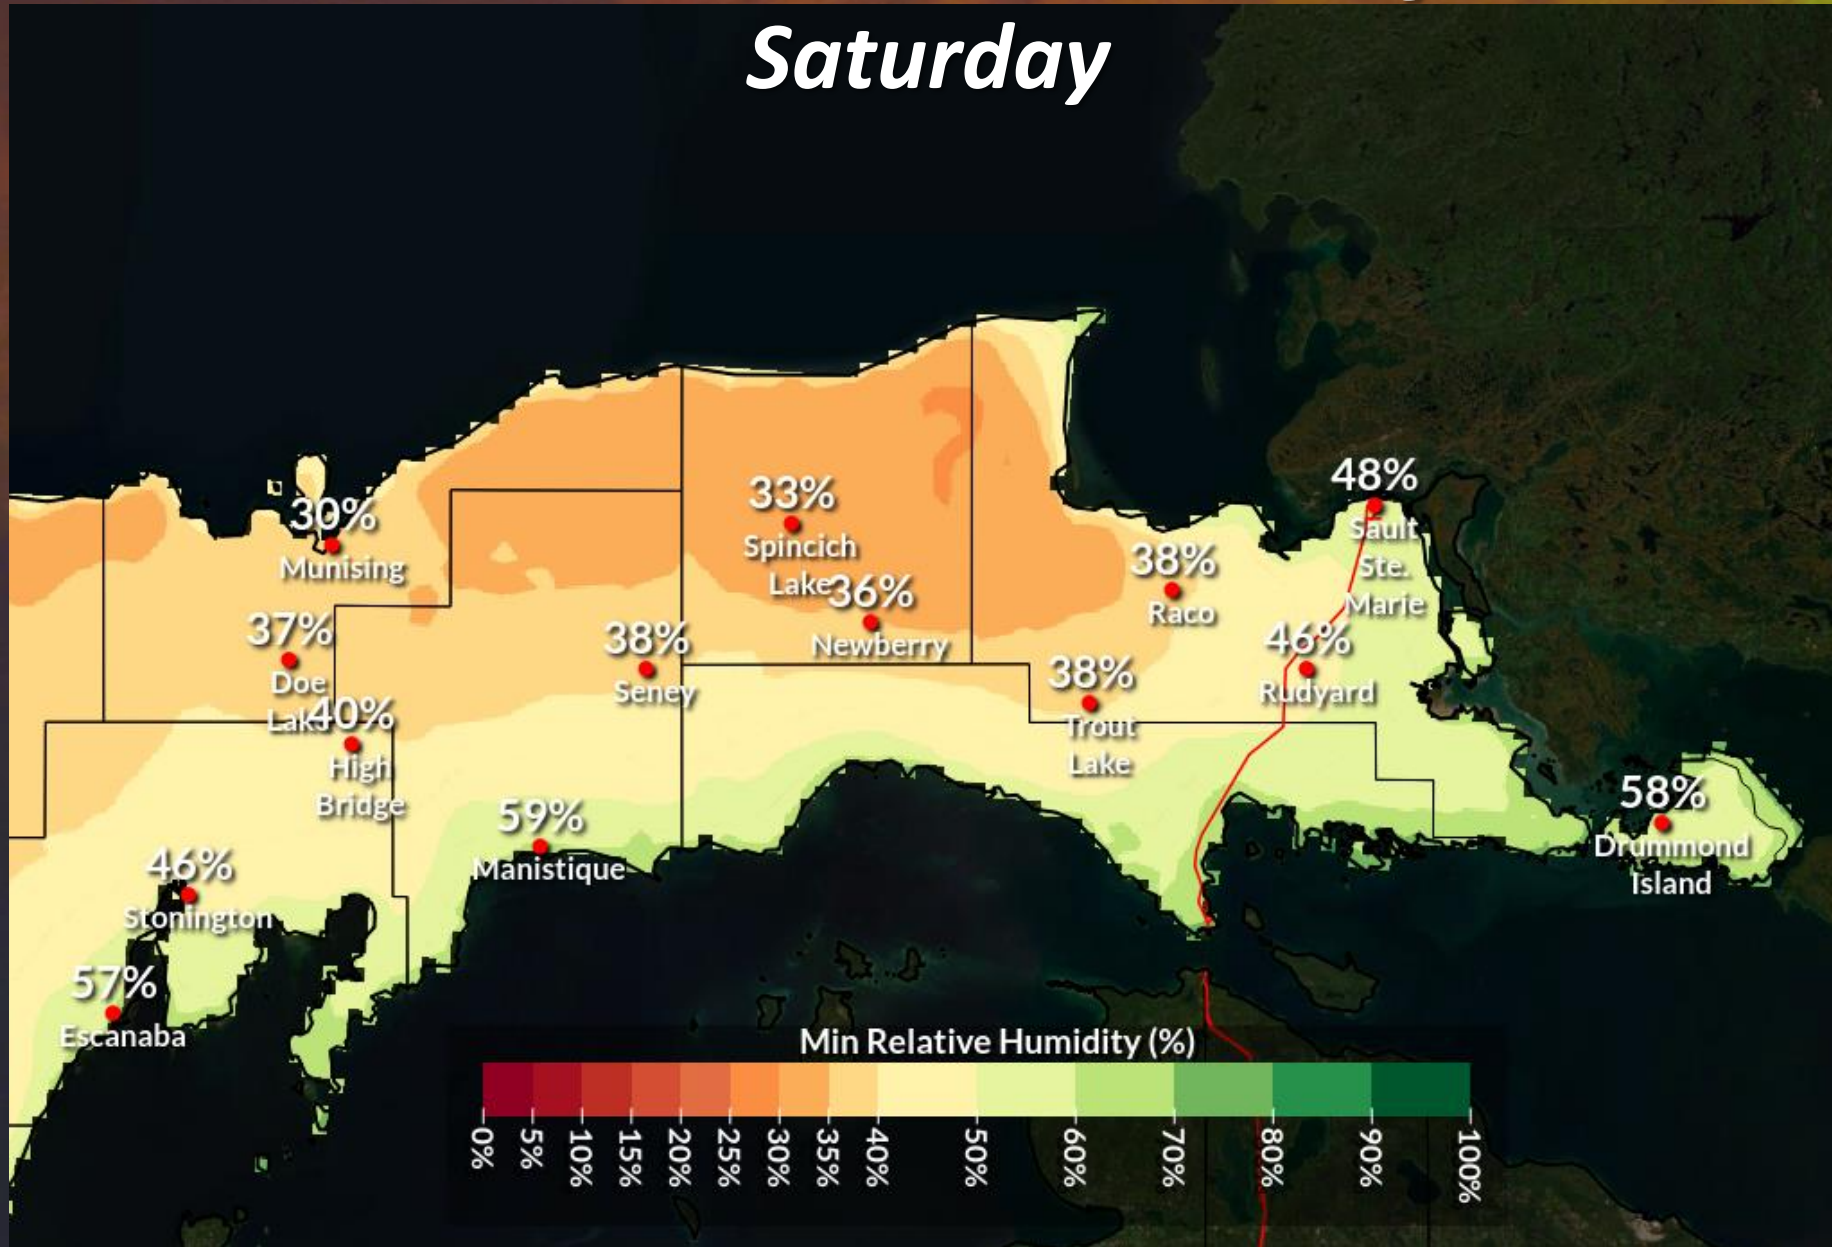 Saturday
48%
Sault
Ste.
Marie
33%
Spincich
Lake
30%
Munising
38%
Raco
36%
Newberry
37%
Doe
Lake
38%
Seney
46%
Rudyard
38%
Trout
Lake
40%
High
Bridge
59%
Manistique
58%
Drummond
Island
46%
Stonington
57%
Escanaba
Min Relative Humidity (%)
0%
5%
10%
15%
20%
25%
30%
35%
40%
50%
60%
70%
80%
90%
100%